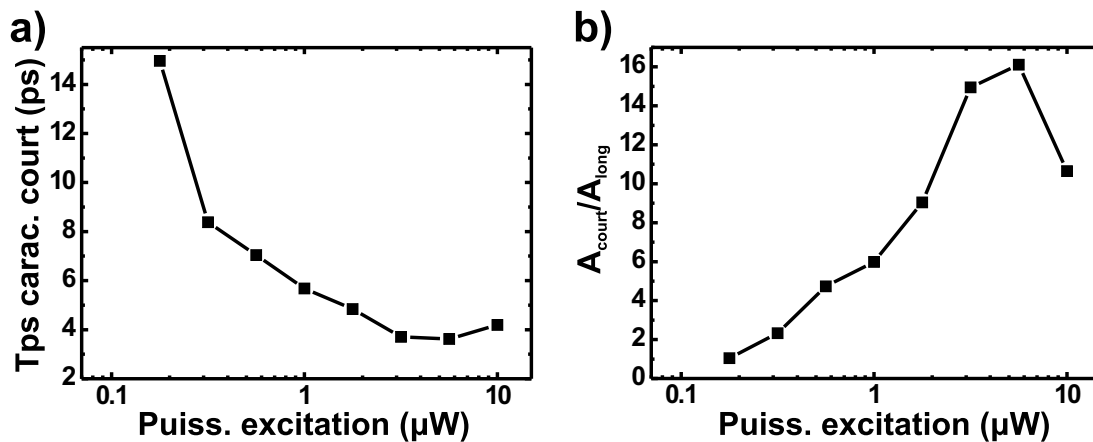 a)
Tps carac. court (ps)
14
12
10
8
6
4
2
0.1 1 10
Puiss. excitation (µW)
b)
A_court/A_long
16
14
12
10
8
6
4
2
0
0.1 1 10
Puiss. excitation (µW)